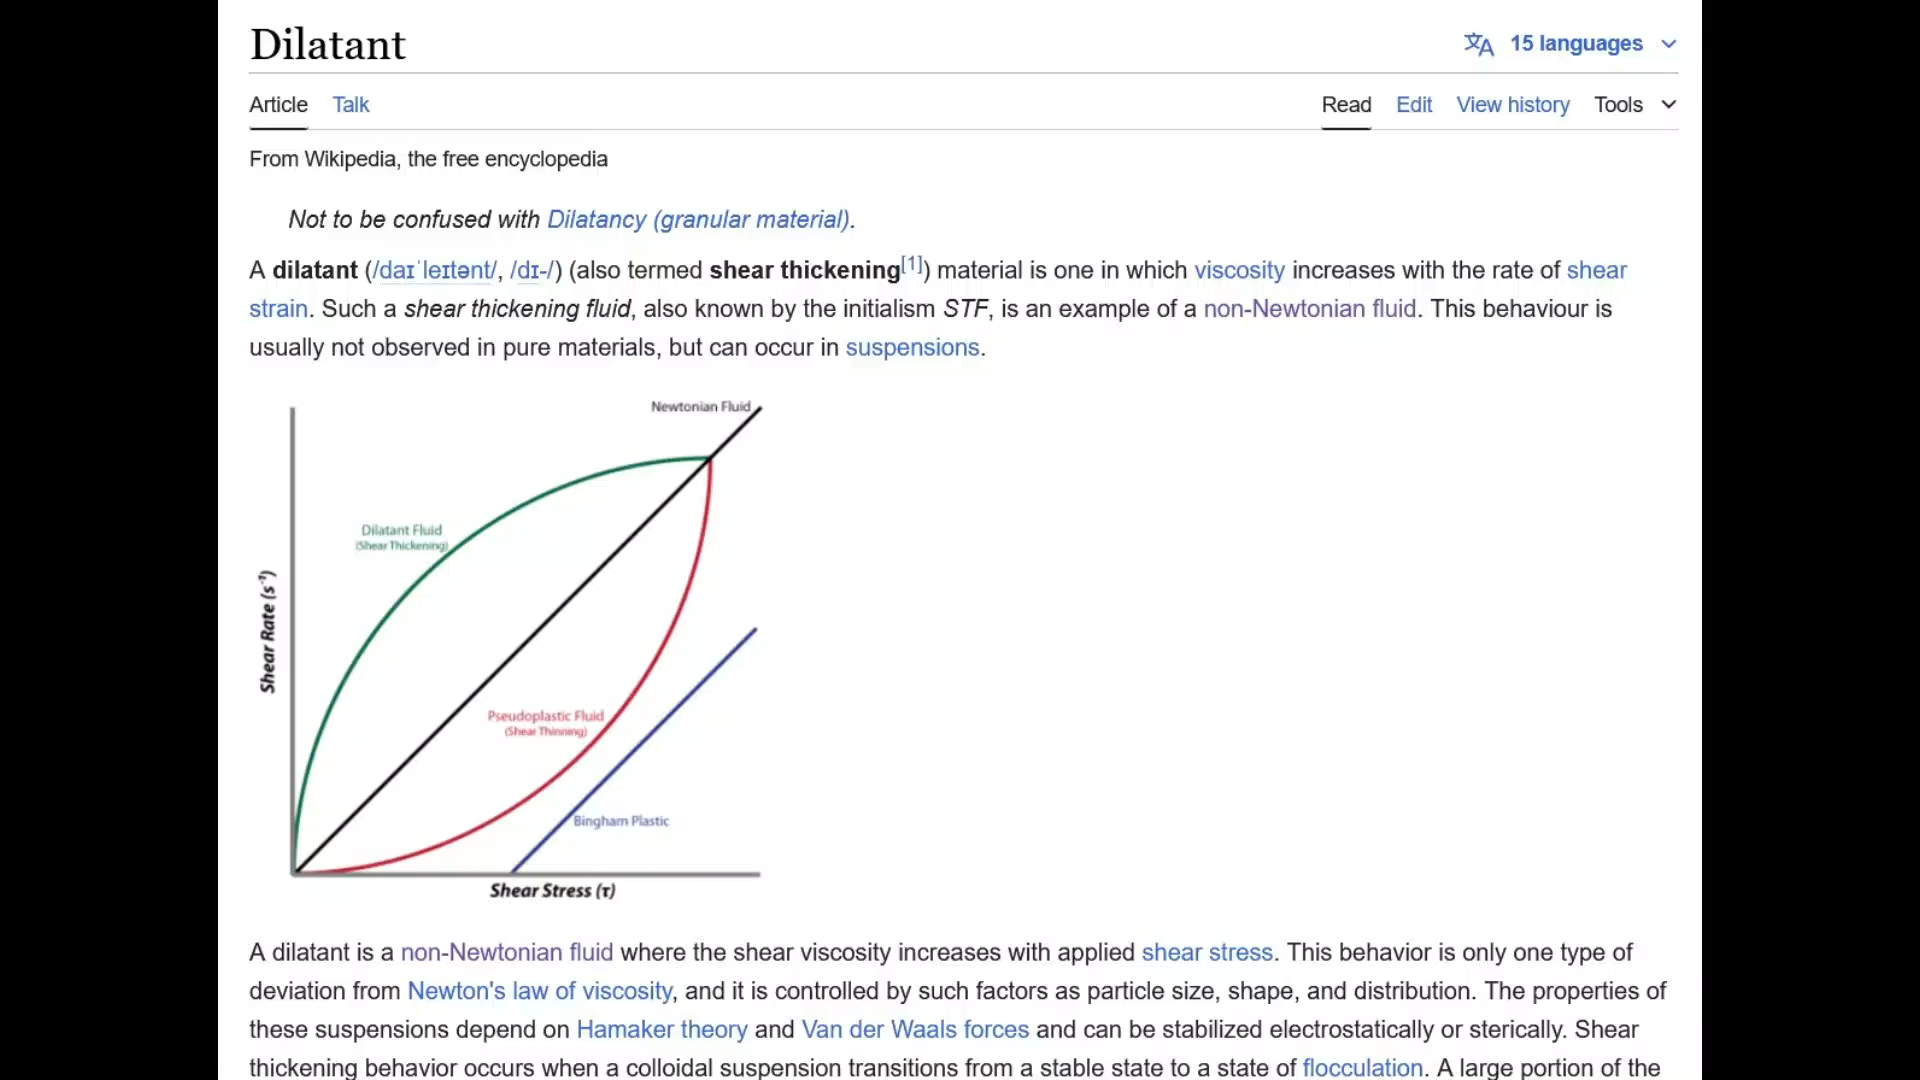 Dilatant
15 languages
Article Talk
Read Edit View history Tools
From Wikipedia, the free encyclopedia
Not to be confused with Dilatancy (granular material).
A dilatant (/daɪˈleɪtənt/, /dɪ-/) (also termed shear thickening[1]) material is one in which viscosity increases with the rate of shear
strain. Such a shear thickening fluid, also known by the initialism STF, is an example of a non-Newtonian fluid. This behaviour is
usually not observed in pure materials, but can occur in suspensions.
Newtonian Fluid
Dilatant Fluid
(Shear Thickening)
Shear Rate (s⁻¹)
Pseudoplastic Fluid
(Shear Thinning)
Bingham Plastic
Shear Stress (τ)
A dilatant is a non-Newtonian fluid where the shear viscosity increases with applied shear stress. This behavior is only one type of
deviation from Newton's law of viscosity, and it is controlled by such factors as particle size, shape, and distribution. The properties of
these suspensions depend on Hamaker theory and Van der Waals forces and can be stabilized electrostatically or sterically. Shear
thickening behavior occurs when a colloidal suspension transitions from a stable state to a state of flocculation. A large portion of the